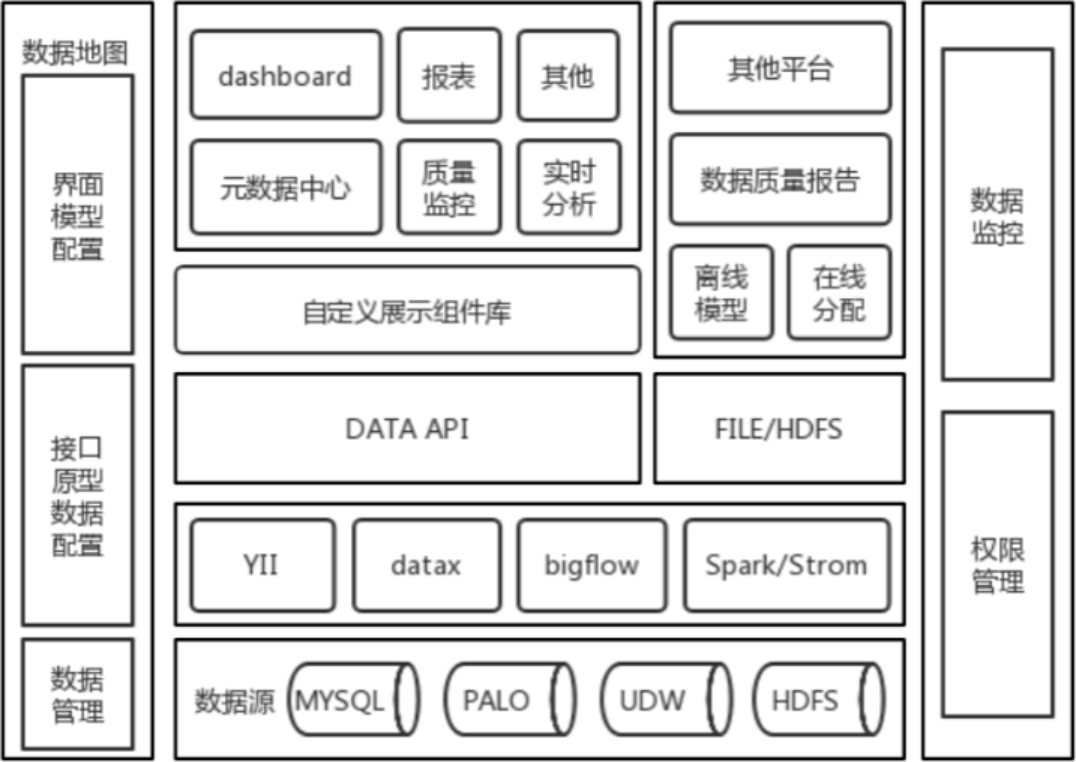 数据地图
界面
模型
配置
接口
原型
数据
配置
数据
管理
dashboard
报表
其他
元数据中心
质量
监控
实时
分析
自定义展示组件库
其他平台
数据质量报告
离线
模型
在线
分配
DATA API
FILE/HDFS
YII
datax
bigflow
Spark/Strom
数据源
MYSQL
PALO
UDW
HDFS
数据
监控
权限
管理